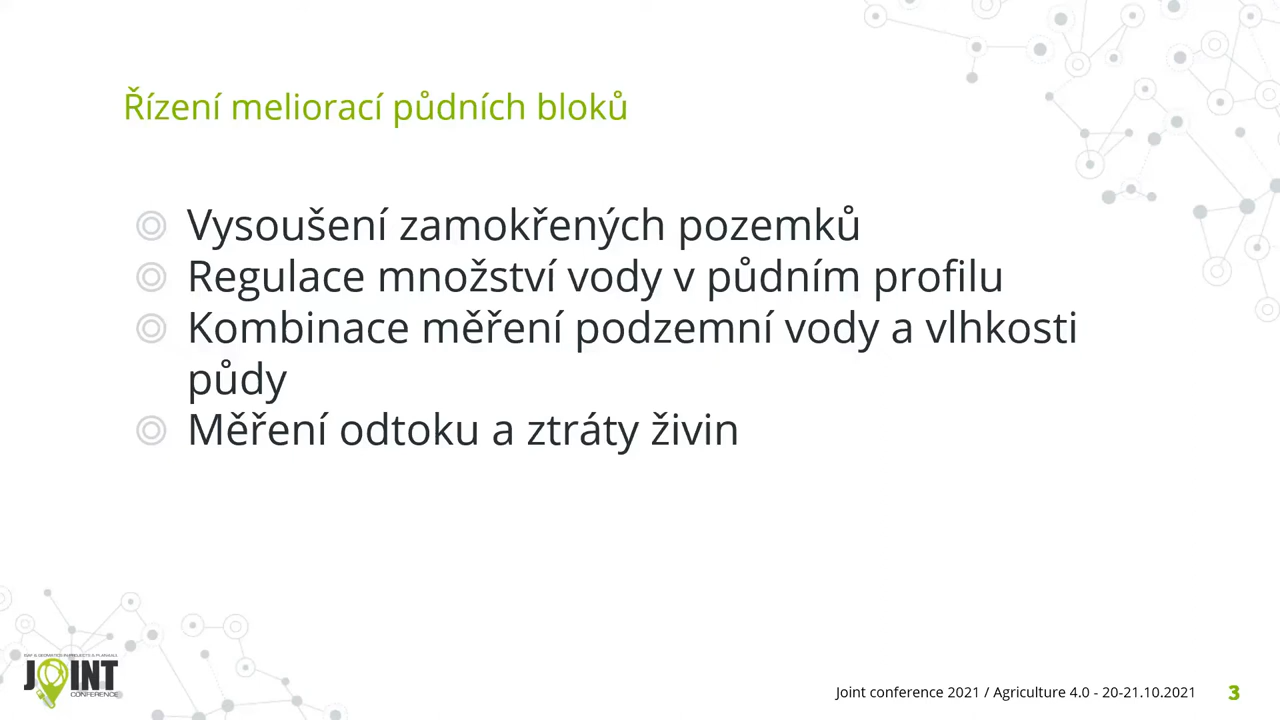 Řízení meliorací půdních bloků
Vysoušení zamokřených pozemků
Regulace množství vody v půdním profilu
Kombinace měření podzemní vody a vlhkosti
půdy
Měření odtoku a ztráty živin
JOINT
CONFERENCE
Joint conference 2021 / Agriculture 4.0 - 20-21.10.2021
3